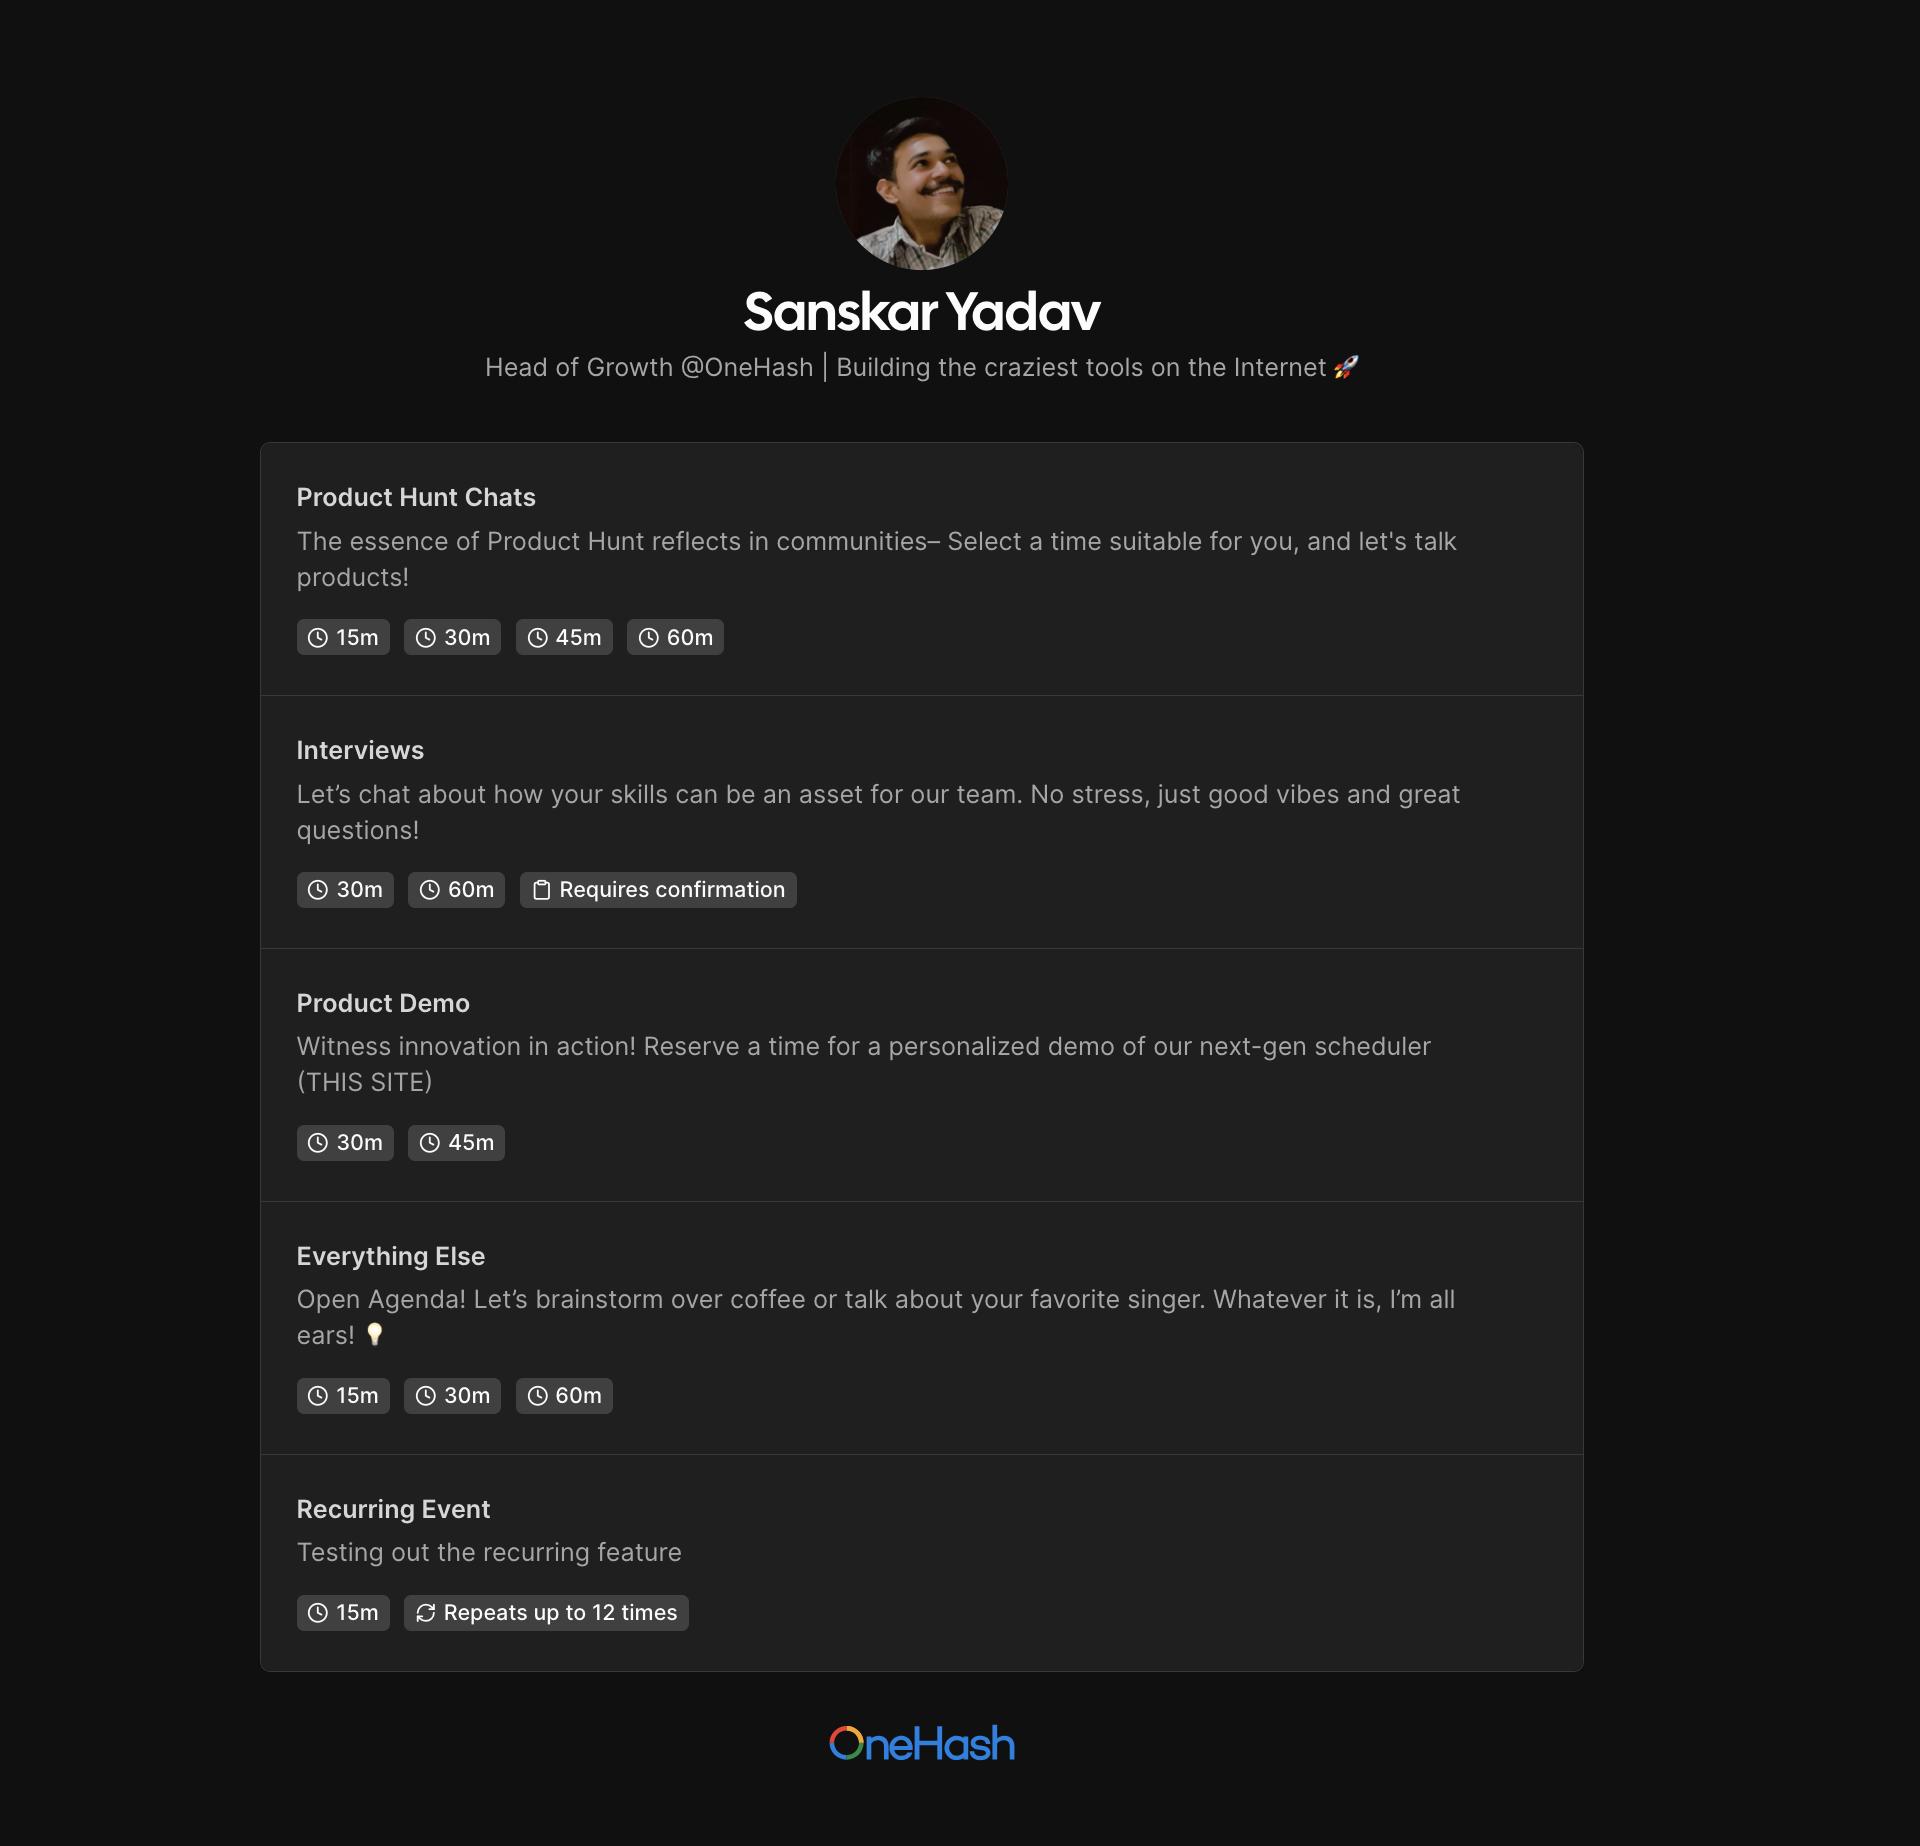 Sanskar Yadav
Head of Growth @OneHash | Building the craziest tools on the Internet 🚀
Product Hunt Chats
The essence of Product Hunt reflects in communities– Select a time suitable for you, and let's talk
products!
15m 30m 45m 60m
Interviews
Let’s chat about how your skills can be an asset for our team. No stress, just good vibes and great
questions!
30m 60m Requires confirmation
Product Demo
Witness innovation in action! Reserve a time for a personalized demo of our next-gen scheduler
(THIS SITE)
30m 45m
Everything Else
Open Agenda! Let’s brainstorm over coffee or talk about your favorite singer. Whatever it is, I’m all
ears! 💡
15m 30m 60m
Recurring Event
Testing out the recurring feature
15m Repeats up to 12 times
OneHash